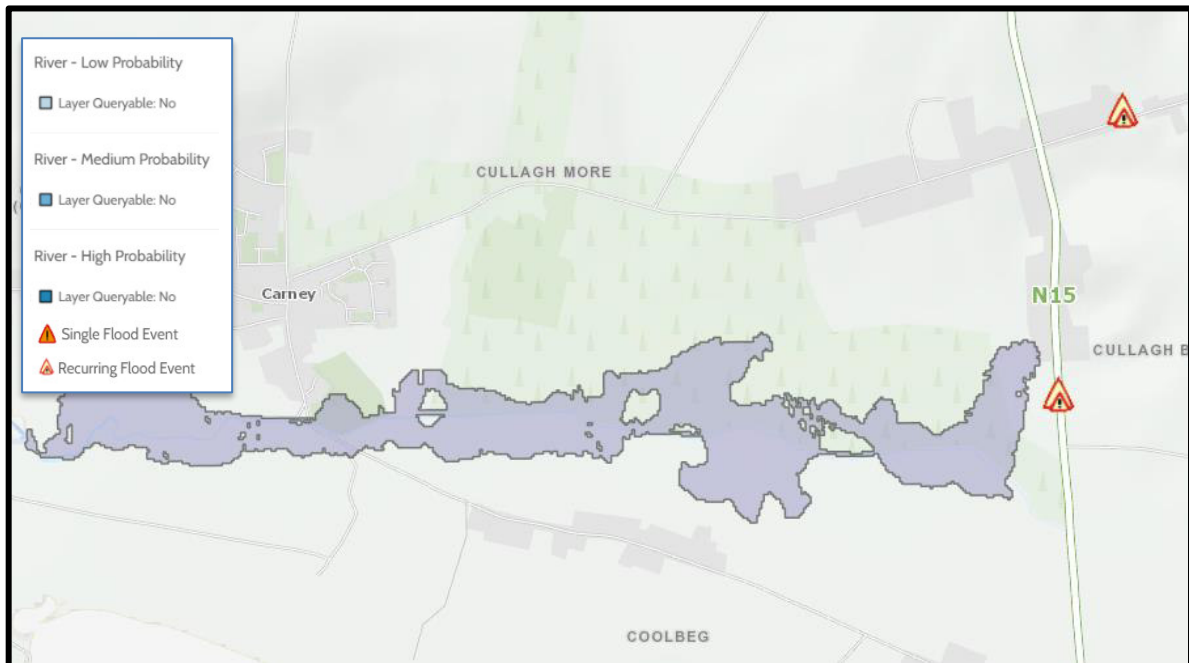 River - Low Probability
Layer Queryable: No
River - Medium Probability
Layer Queryable: No
River - High Probability
Layer Queryable: No
Single Flood Event
Recurring Flood Event
CULLAGH MORE
Carney
N15
CULLAGH B
COOLBEG